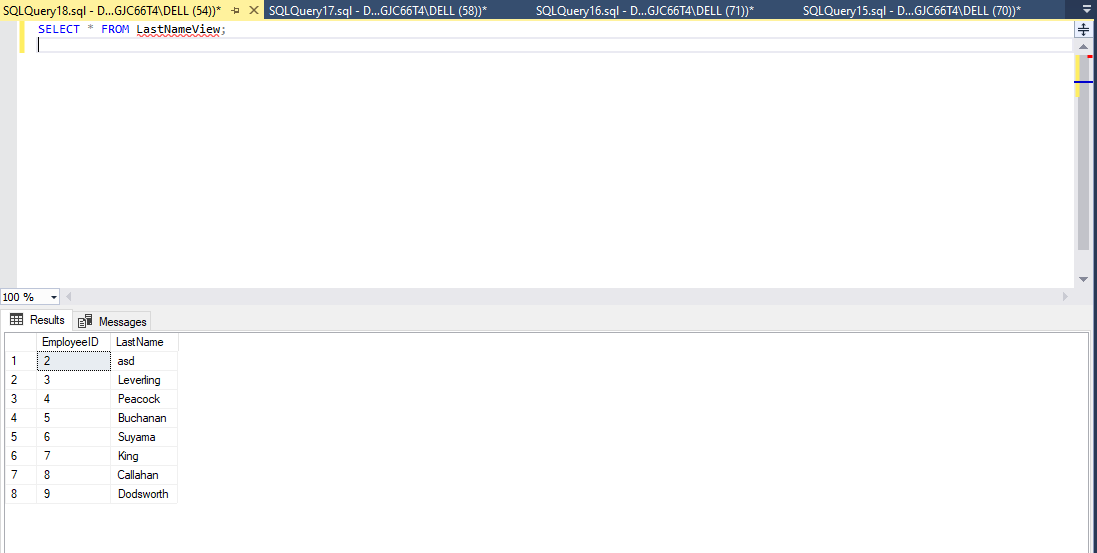 SQLQuery18.sql - D...GJC66T4\DELL (54))* SQLQuery17.sql - D...GJC66T4\DELL (58))* SQLQuery16.sql - D...GJC66T4\DELL (71))* SQLQuery15.sql - D...GJC66T4\DELL (70))*
SELECT * FROM LastNameView;
100 %
Results Messages
EmployeeID LastName
1 2 asd
2 3 Leverling
3 4 Peacock
4 5 Buchanan
5 6 Suyama
6 7 King
7 8 Callahan
8 9 Dodsworth